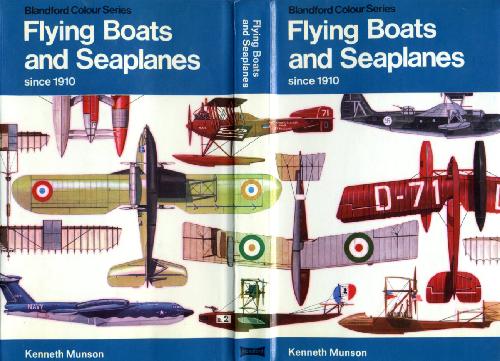 Blandford Colour Series
Flying Boats
and Seaplanes
since 1910
NAVY
Kenneth Munson
Flying Boats
and Seaplanes
71
2
Blandford Colour Series
Flying Boats
and Seaplanes
since 1910
D-71
Kenneth Munson